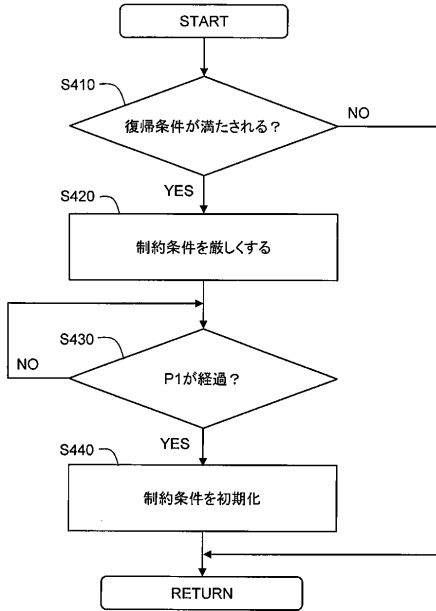 START
S410
復帰条件が満たされる?
NO
YES
S420
制約条件を厳しくする
S430
NO
P1が経過?
YES
S440
制約条件を初期化
RETURN